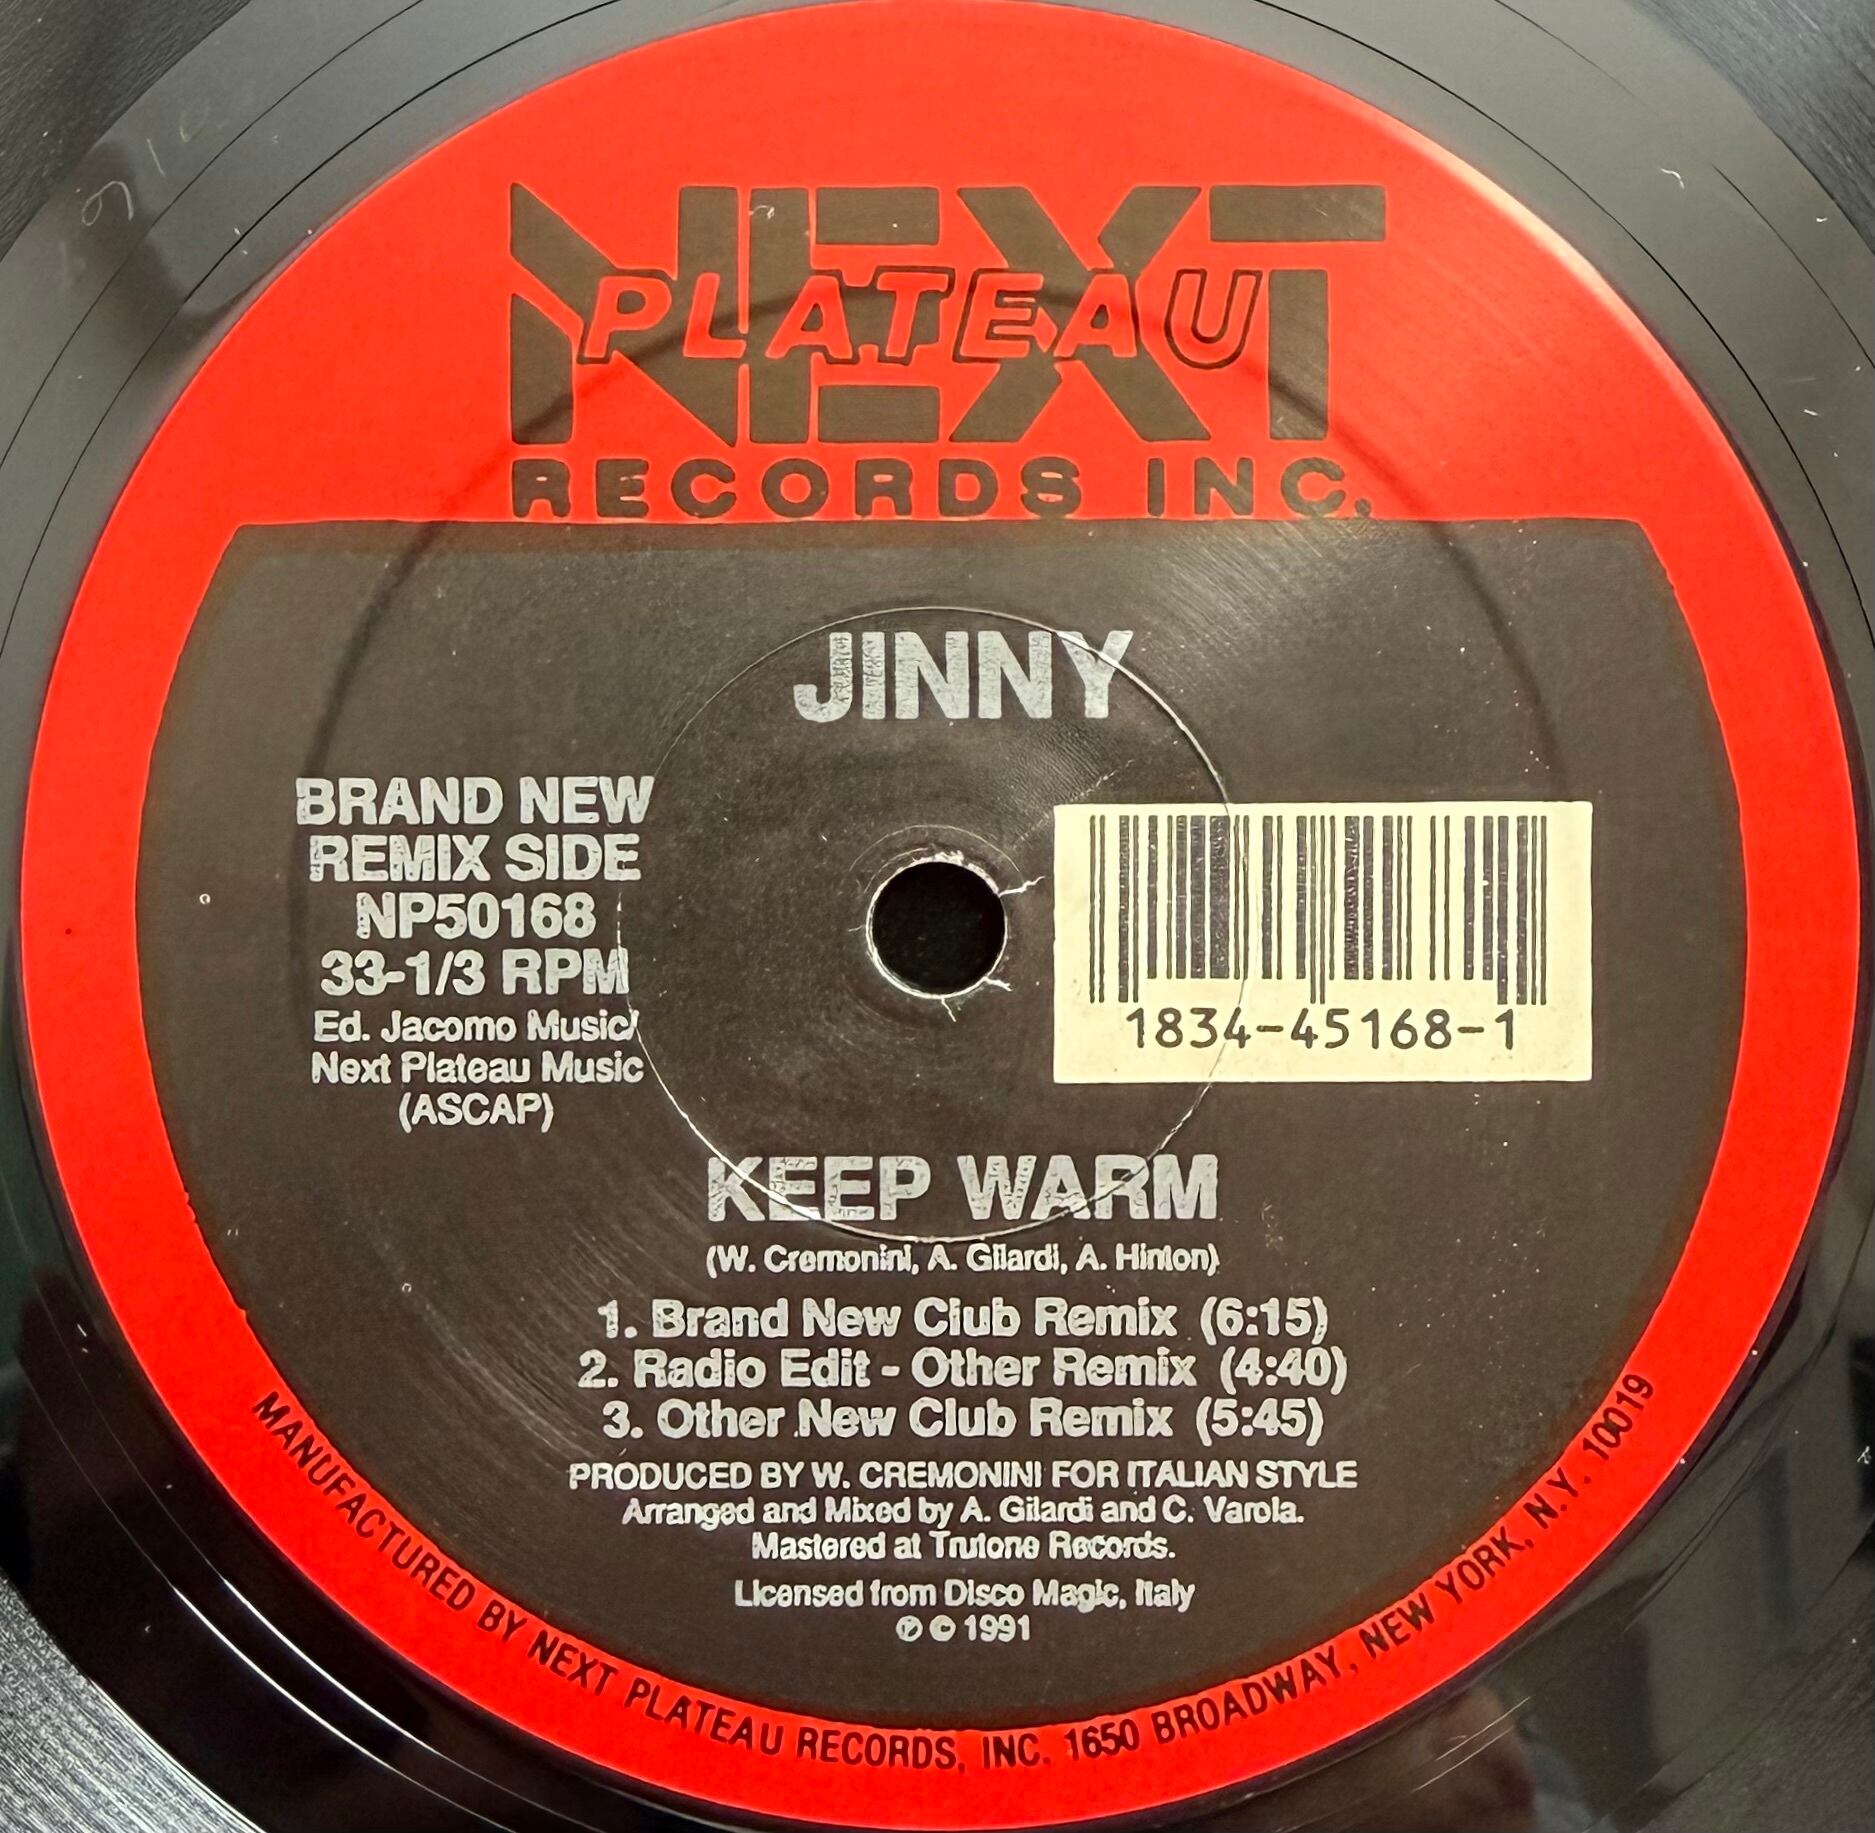 NEXT
PLATEAU
RECORDS INC.
JINNY
BRAND NEW
REMIX SIDE
NP50168
33-1/3 RPM
Ed. Jacomo Music/
Next Plateau Music
(ASCAP)
1834-45168-1
KEEP WARM
(W. Cremonini, A. Gilardi, A. Hinton)
1. Brand New Club Remix (6:15)
2. Radio Edit - Other Remix (4:40)
3. Other New Club Remix (5:45)
PRODUCED BY W. CREMONINI FOR ITALIAN STYLE
Arranged and Mixed by A. Gilardi and C. Varola.
Mastered at Trutone Records.
Licensed from Disco Magic, Italy
℗ © 1991
MANUFACTURED BY NEXT PLATEAU RECORDS, INC. 1650 BROADWAY, NEW YORK, N.Y. 10019